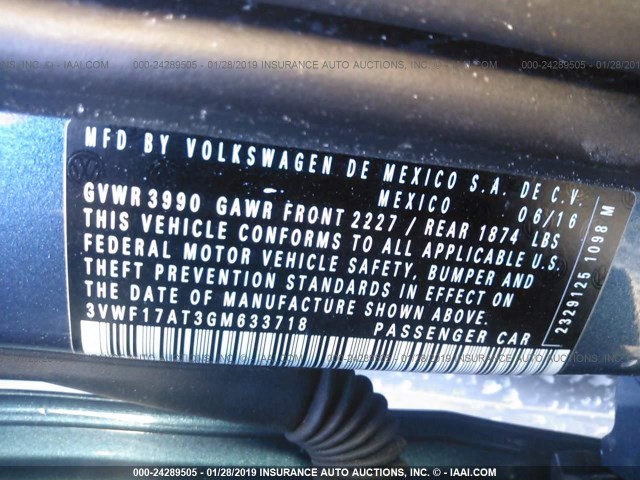 © - IAAI.COM 000-24289505 - 01/28/2019 INSURANCE AUTO AUCTIONS, INC. © - IAAI.COM
MFD BY VOLKSWAGEN DE MEXICO S.A. DE C.V.
MEXICO 06/16
GVWR 3990 GAWR FRONT 2227 / REAR 1874 LBS
THIS VEHICLE CONFORMS TO ALL APPLICABLE U.S.
FEDERAL MOTOR VEHICLE SAFETY, BUMPER AND
THEFT PREVENTION STANDARDS IN EFFECT ON
THE DATE OF MANUFACTURE SHOWN ABOVE.
3VWF17AT3GM633718 PASSENGER CAR
2329125 1098 M
000-24289505 - 01/28/2019 INSURANCE AUTO AUCTIONS, INC. © - IAAI.COM